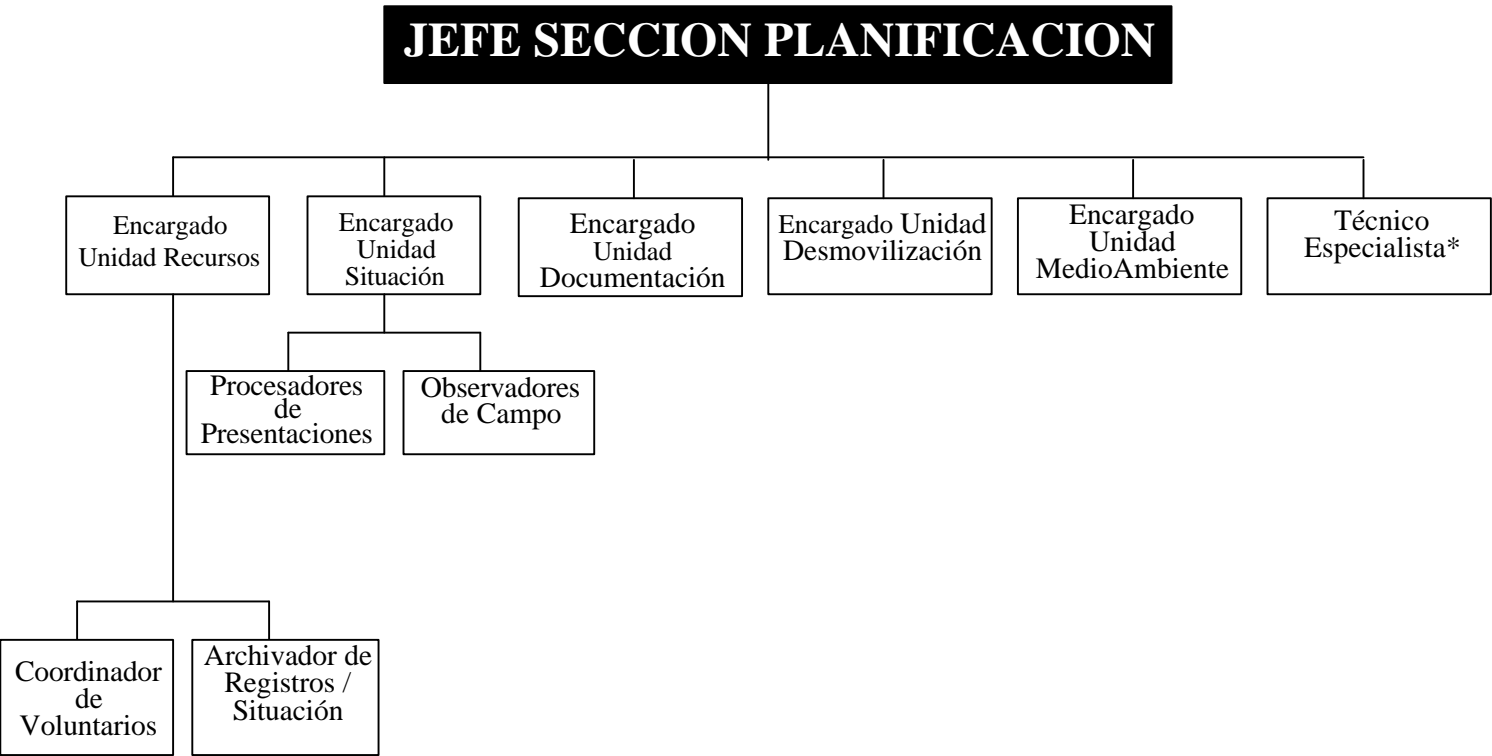 JEFE SECCION PLANIFICACION
Encargado
Unidad Recursos
Encargado
Unidad
Situación
Encargado
Unidad
Documentación
Encargado Unidad
Desmovilización
Encargado
Unidad
MedioAmbiente
Técnico
Especialista*
Procesadores
de
Presentaciones
Observadores
de Campo
Coordinador
de
Voluntarios
Archivador de
Registros /
Situación